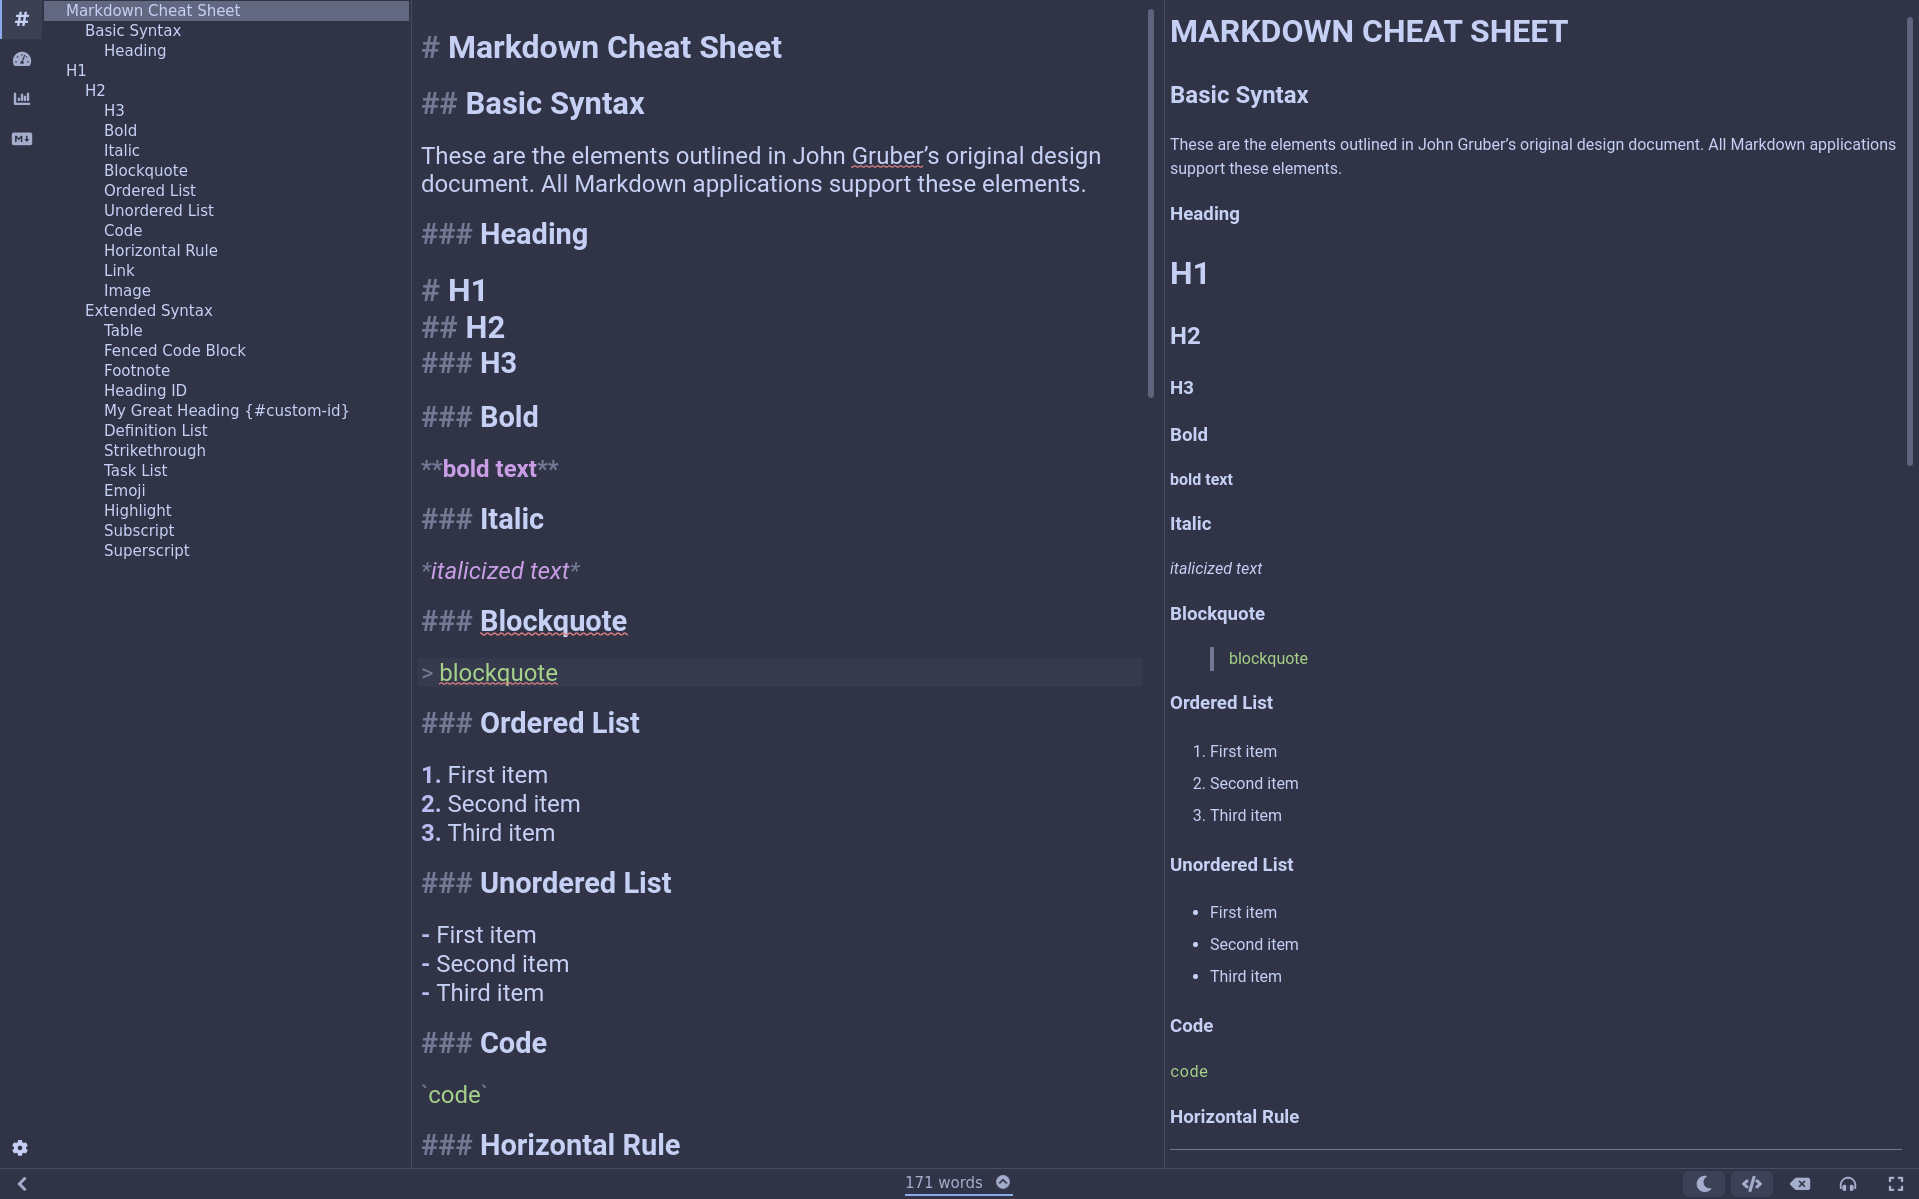 Markdown Cheat Sheet
Basic Syntax
Heading
H1
H2
H3
Bold
Italic
Blockquote
Ordered List
Unordered List
Code
Horizontal Rule
Link
Image
Extended Syntax
Table
Fenced Code Block
Footnote
Heading ID
My Great Heading {#custom-id}
Definition List
Strikethrough
Task List
Emoji
Highlight
Subscript
Superscript
# Markdown Cheat Sheet
## Basic Syntax
These are the elements outlined in John Gruber’s original design
document. All Markdown applications support these elements.
### Heading
# H1
## H2
### H3
### Bold
**bold text**
### Italic
*italicized text*
### Blockquote
> blockquote
### Ordered List
1. First item
2. Second item
3. Third item
### Unordered List
- First item
- Second item
- Third item
### Code
`code`
### Horizontal Rule
MARKDOWN CHEAT SHEET
Basic Syntax
These are the elements outlined in John Gruber’s original design document. All Markdown applications
support these elements.
Heading
H1
H2
H3
Bold
bold text
Italic
italicized text
Blockquote
blockquote
Ordered List
1. First item
2. Second item
3. Third item
Unordered List
• First item
• Second item
• Third item
Code
code
Horizontal Rule
171 words